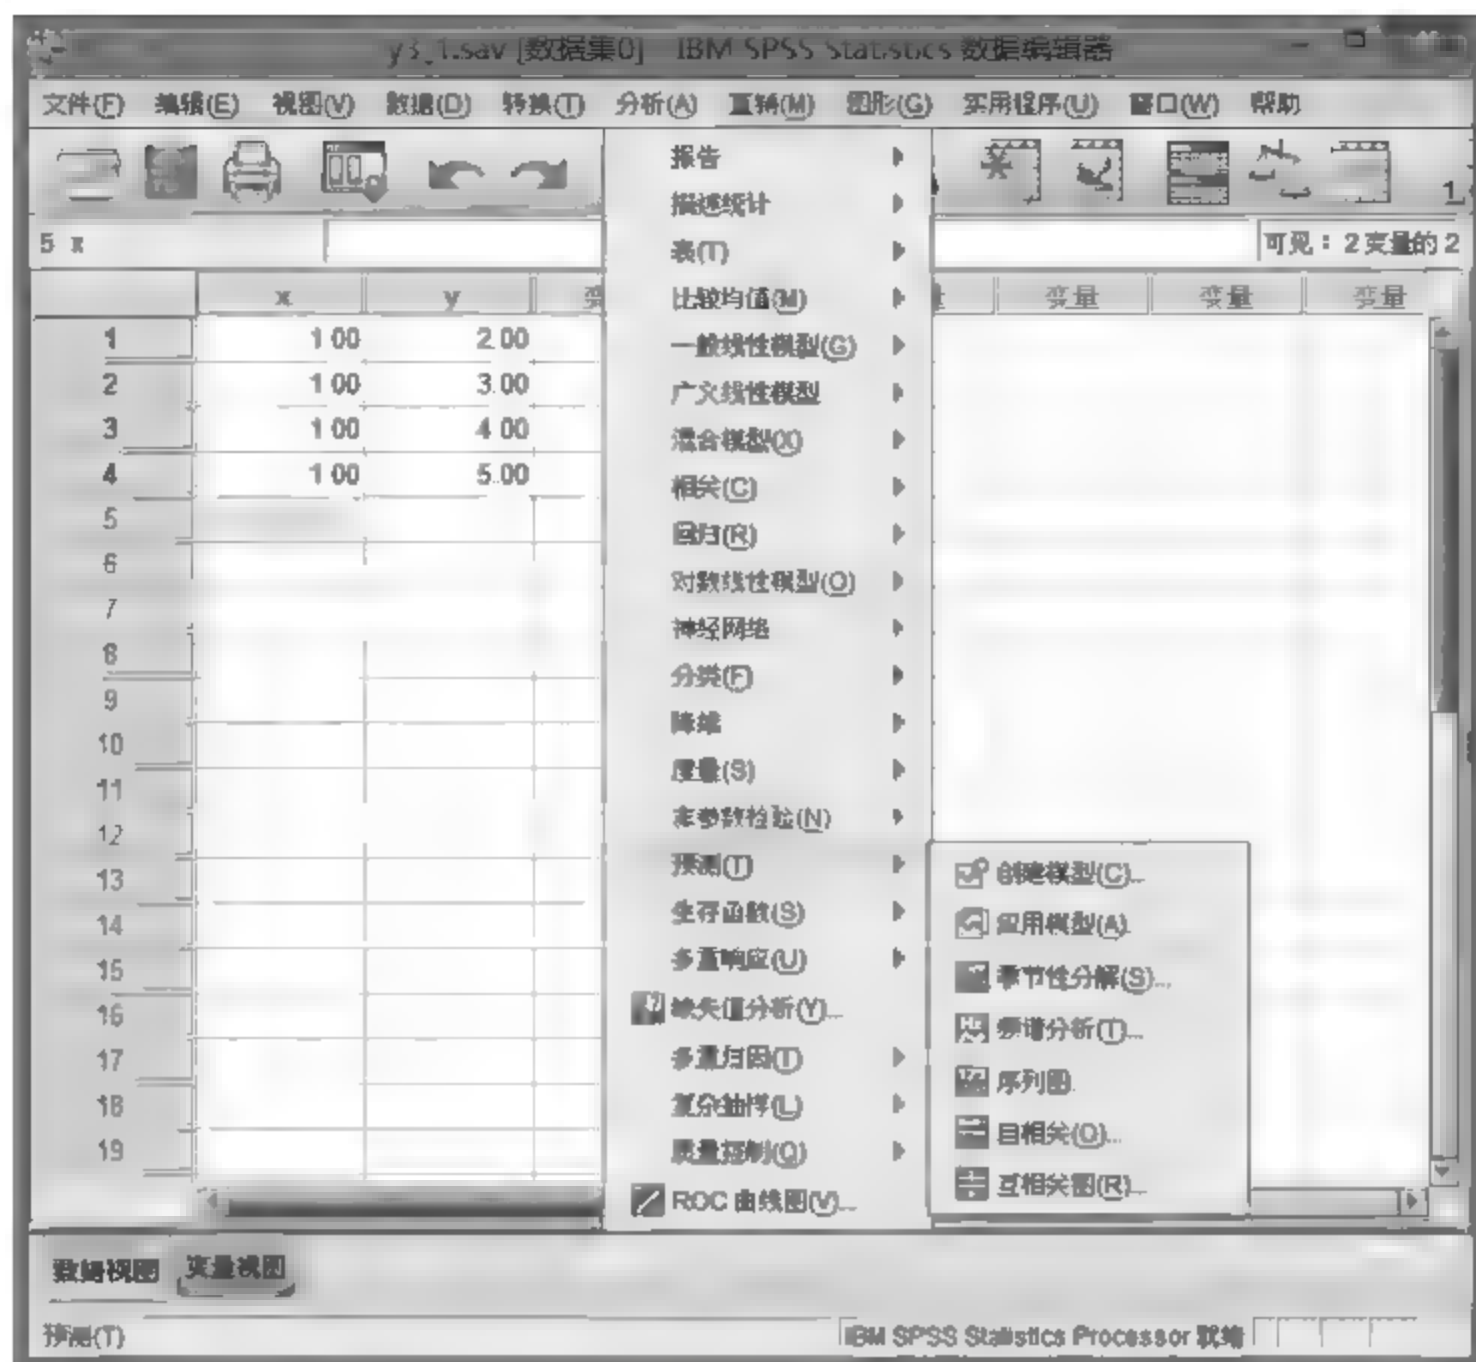 y3_1.sav [数据集0] IBM SPSS Statistics 数据编辑器
文件(F) 编辑(E) 视图(V) 数据(D) 转换(T) 分析(A) 直销(M) 图形(G) 实用程序(U) 窗口(W) 帮助
1
5 x
可见：2变量的 2
x y 变 量 变量 变量 变量
1 1.00 2.00
2 1.00 3.00
3 1.00 4.00
4 1.00 5.00
5
6
7
8
9
10
11
12
13
14
15
16
17
18
19
报告
描述统计
表(T)
比较均值(M)
一般线性模型(G)
广义线性模型
混合模型(X)
相关(C)
回归(R)
对数线性模型(O)
神经网络
分类(F)
降维
度量(S)
非参数检验(N)
预测(T)
生存函数(S)
多重响应(U)
缺失值分析(Y)...
多重归因(T)
复杂抽样(L)
质量控制(Q)
ROC 曲线图(V)...
创建模型(C)...
应用模型(A)
季节性分解(S)...
频谱分析(T)...
序列图
自相关(O)...
互相关图(R)...
数据视图 变量视图
预测(T)
IBM SPSS Statistics Processor 就绪